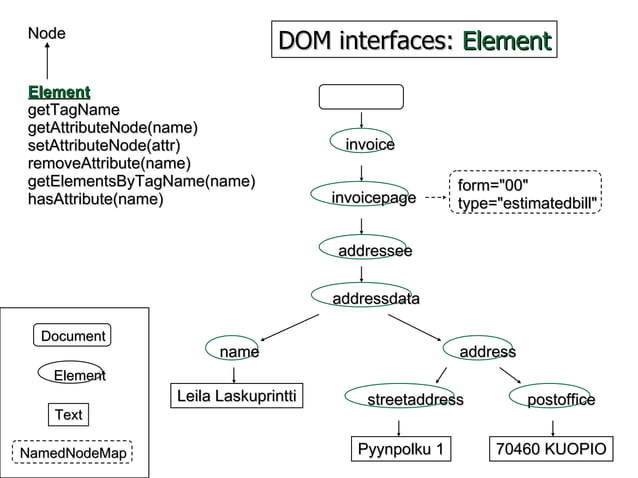 Node
DOM interfaces: Element
Element
getTagName
getAttributeNode(name)
setAttributeNode(attr)
removeAttribute(name)
getElementsByTagName(name)
hasAttribute(name)
invoice
invoicepage
form="00"
type="estimatedbill"
addressee
addressdata
name
address
Leila Laskuprintti
streetaddress
postoffice
Pyynpolku 1
70460 KUOPIO
Document
Element
Text
NamedNodeMap